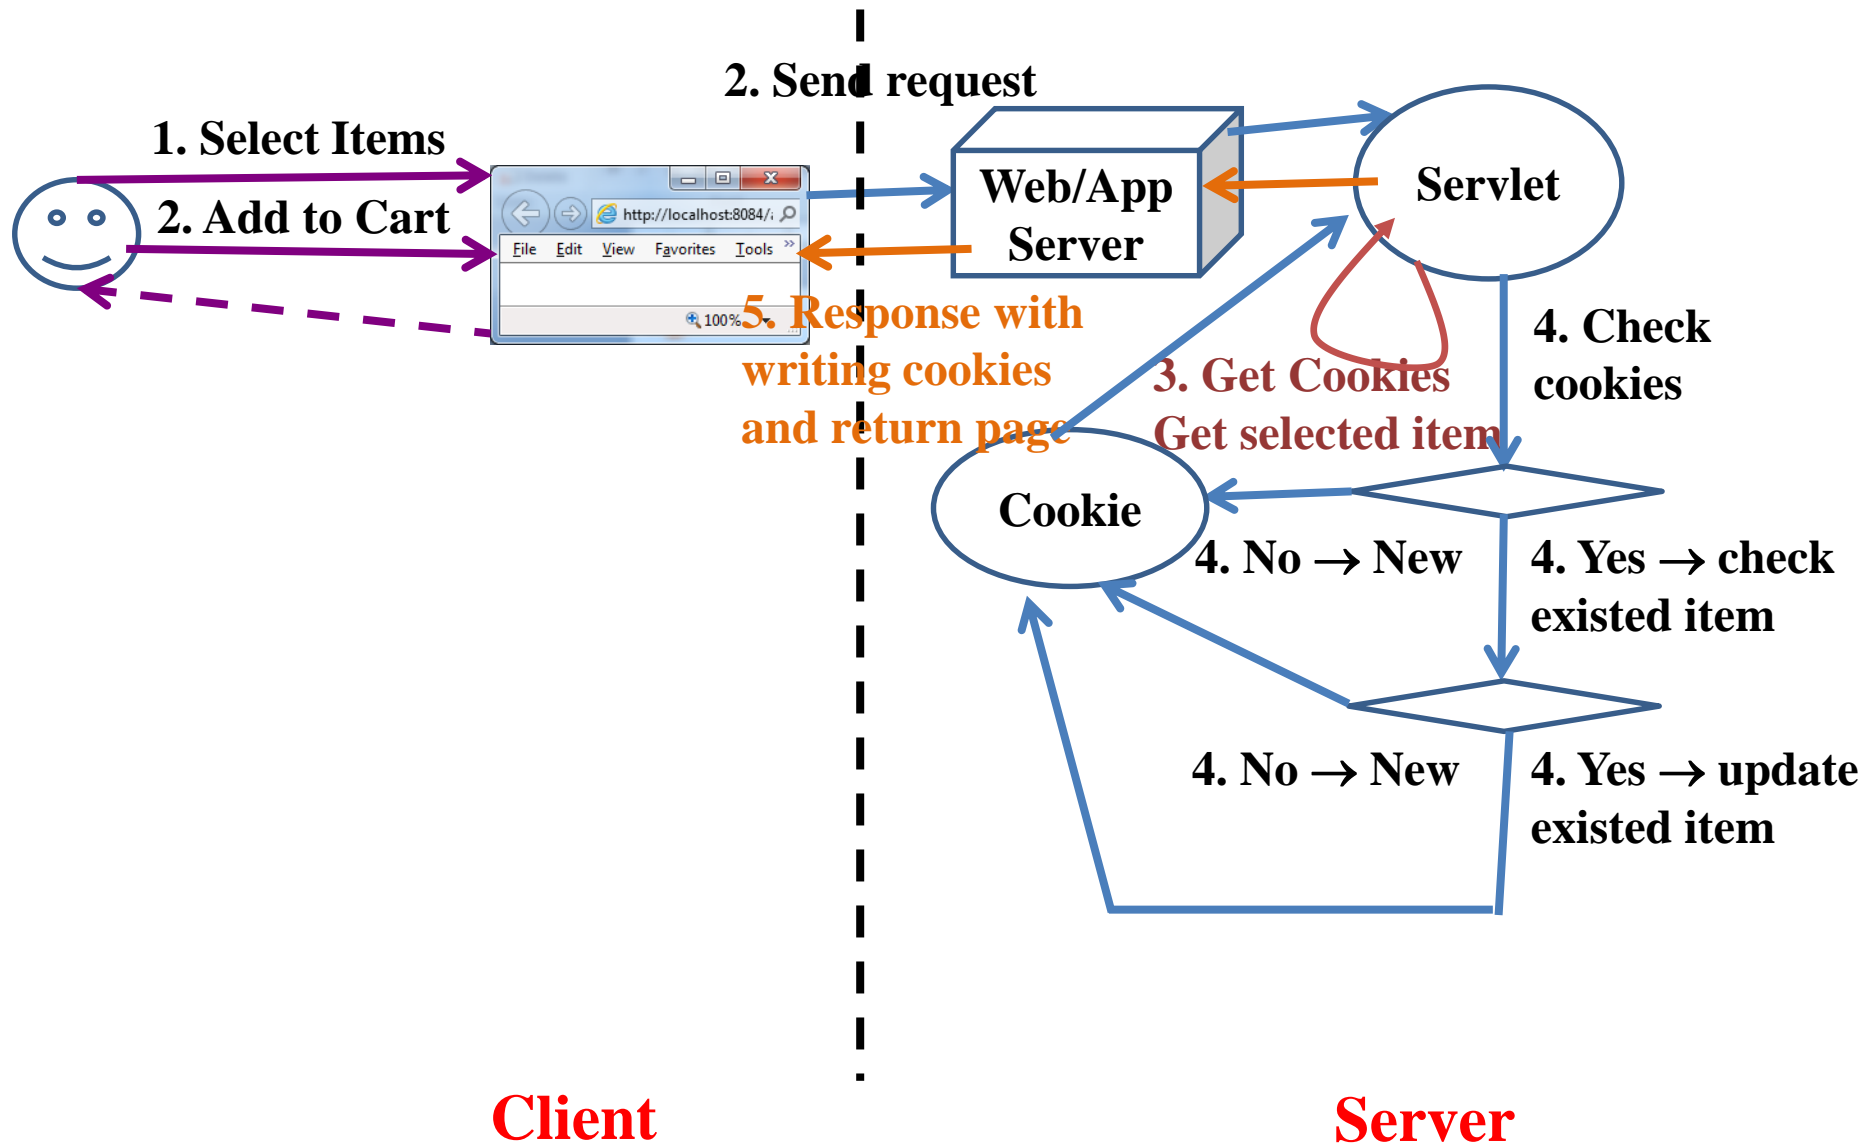 2. Send request
1. Select Items
2. Add to Cart
http://localhost:8084/
File Edit View Favorites Tools »
100%
Web/App
Server
Servlet
5. Response with
writing cookies
and return page
3. Get Cookies
Get selected item
4. Check
cookies
Cookie
4. No → New
4. Yes → check
existed item
4. No → New
4. Yes → update
existed item
Client
Server